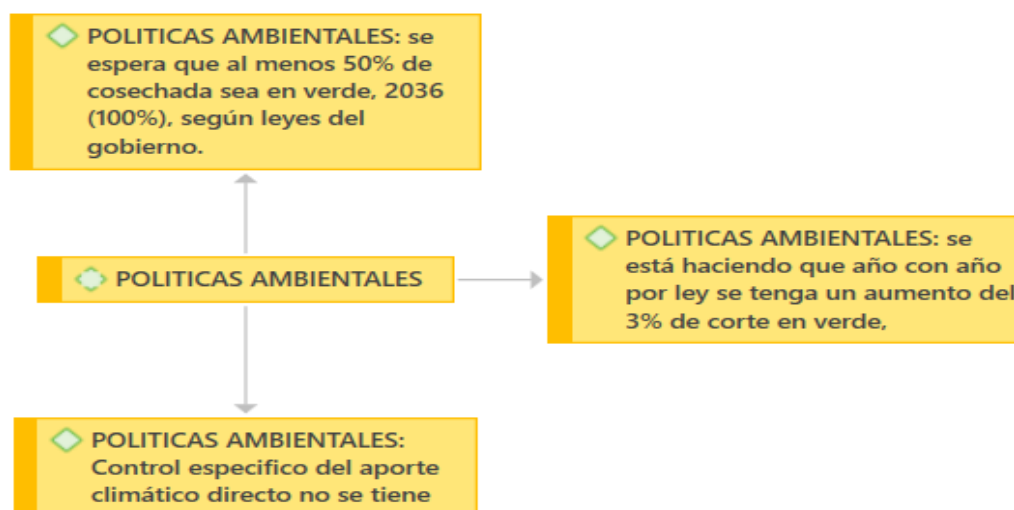 POLITICAS AMBIENTALES: se
espera que al menos 50% de
cosechada sea en verde, 2036
(100%), según leyes del
gobierno.
POLITICAS AMBIENTALES: se
está haciendo que año con año
por ley se tenga un aumento del
3% de corte en verde,
POLITICAS AMBIENTALES
POLITICAS AMBIENTALES:
Control especifico del aporte
climático directo no se tiene